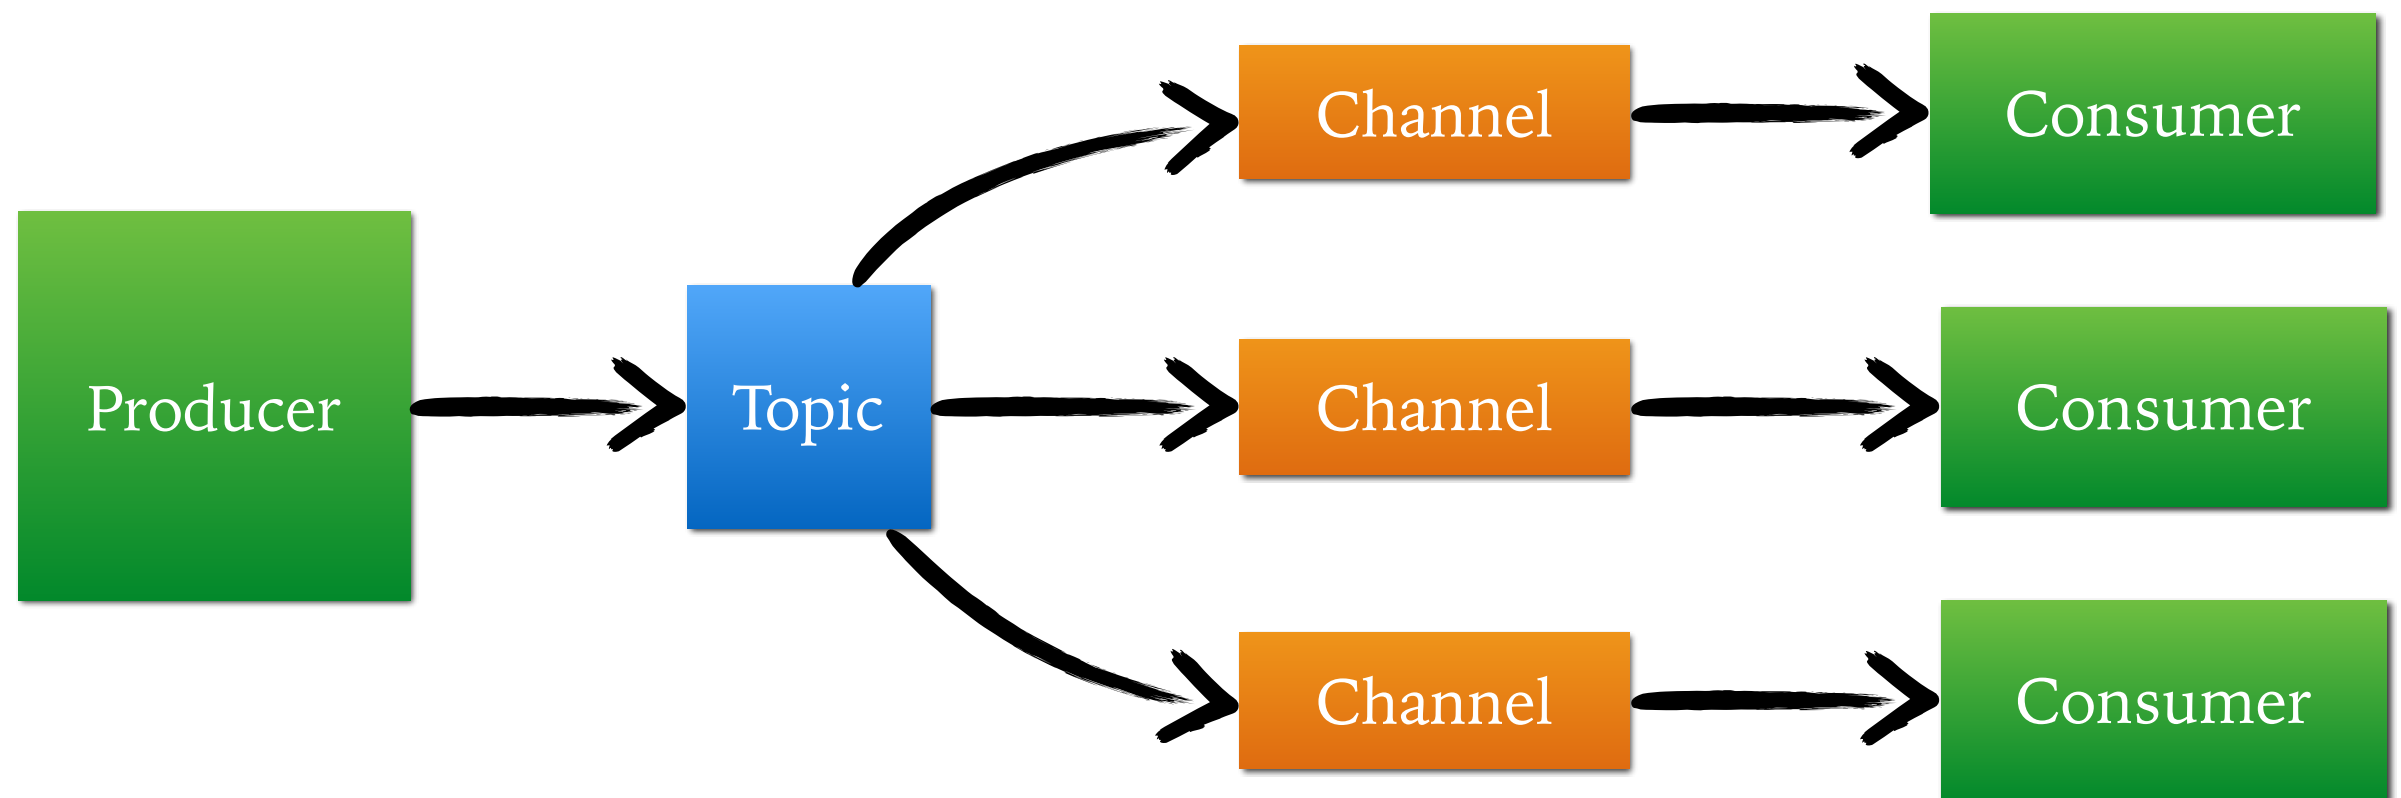 Producer
Topic
Channel
Consumer
Channel
Consumer
Channel
Consumer